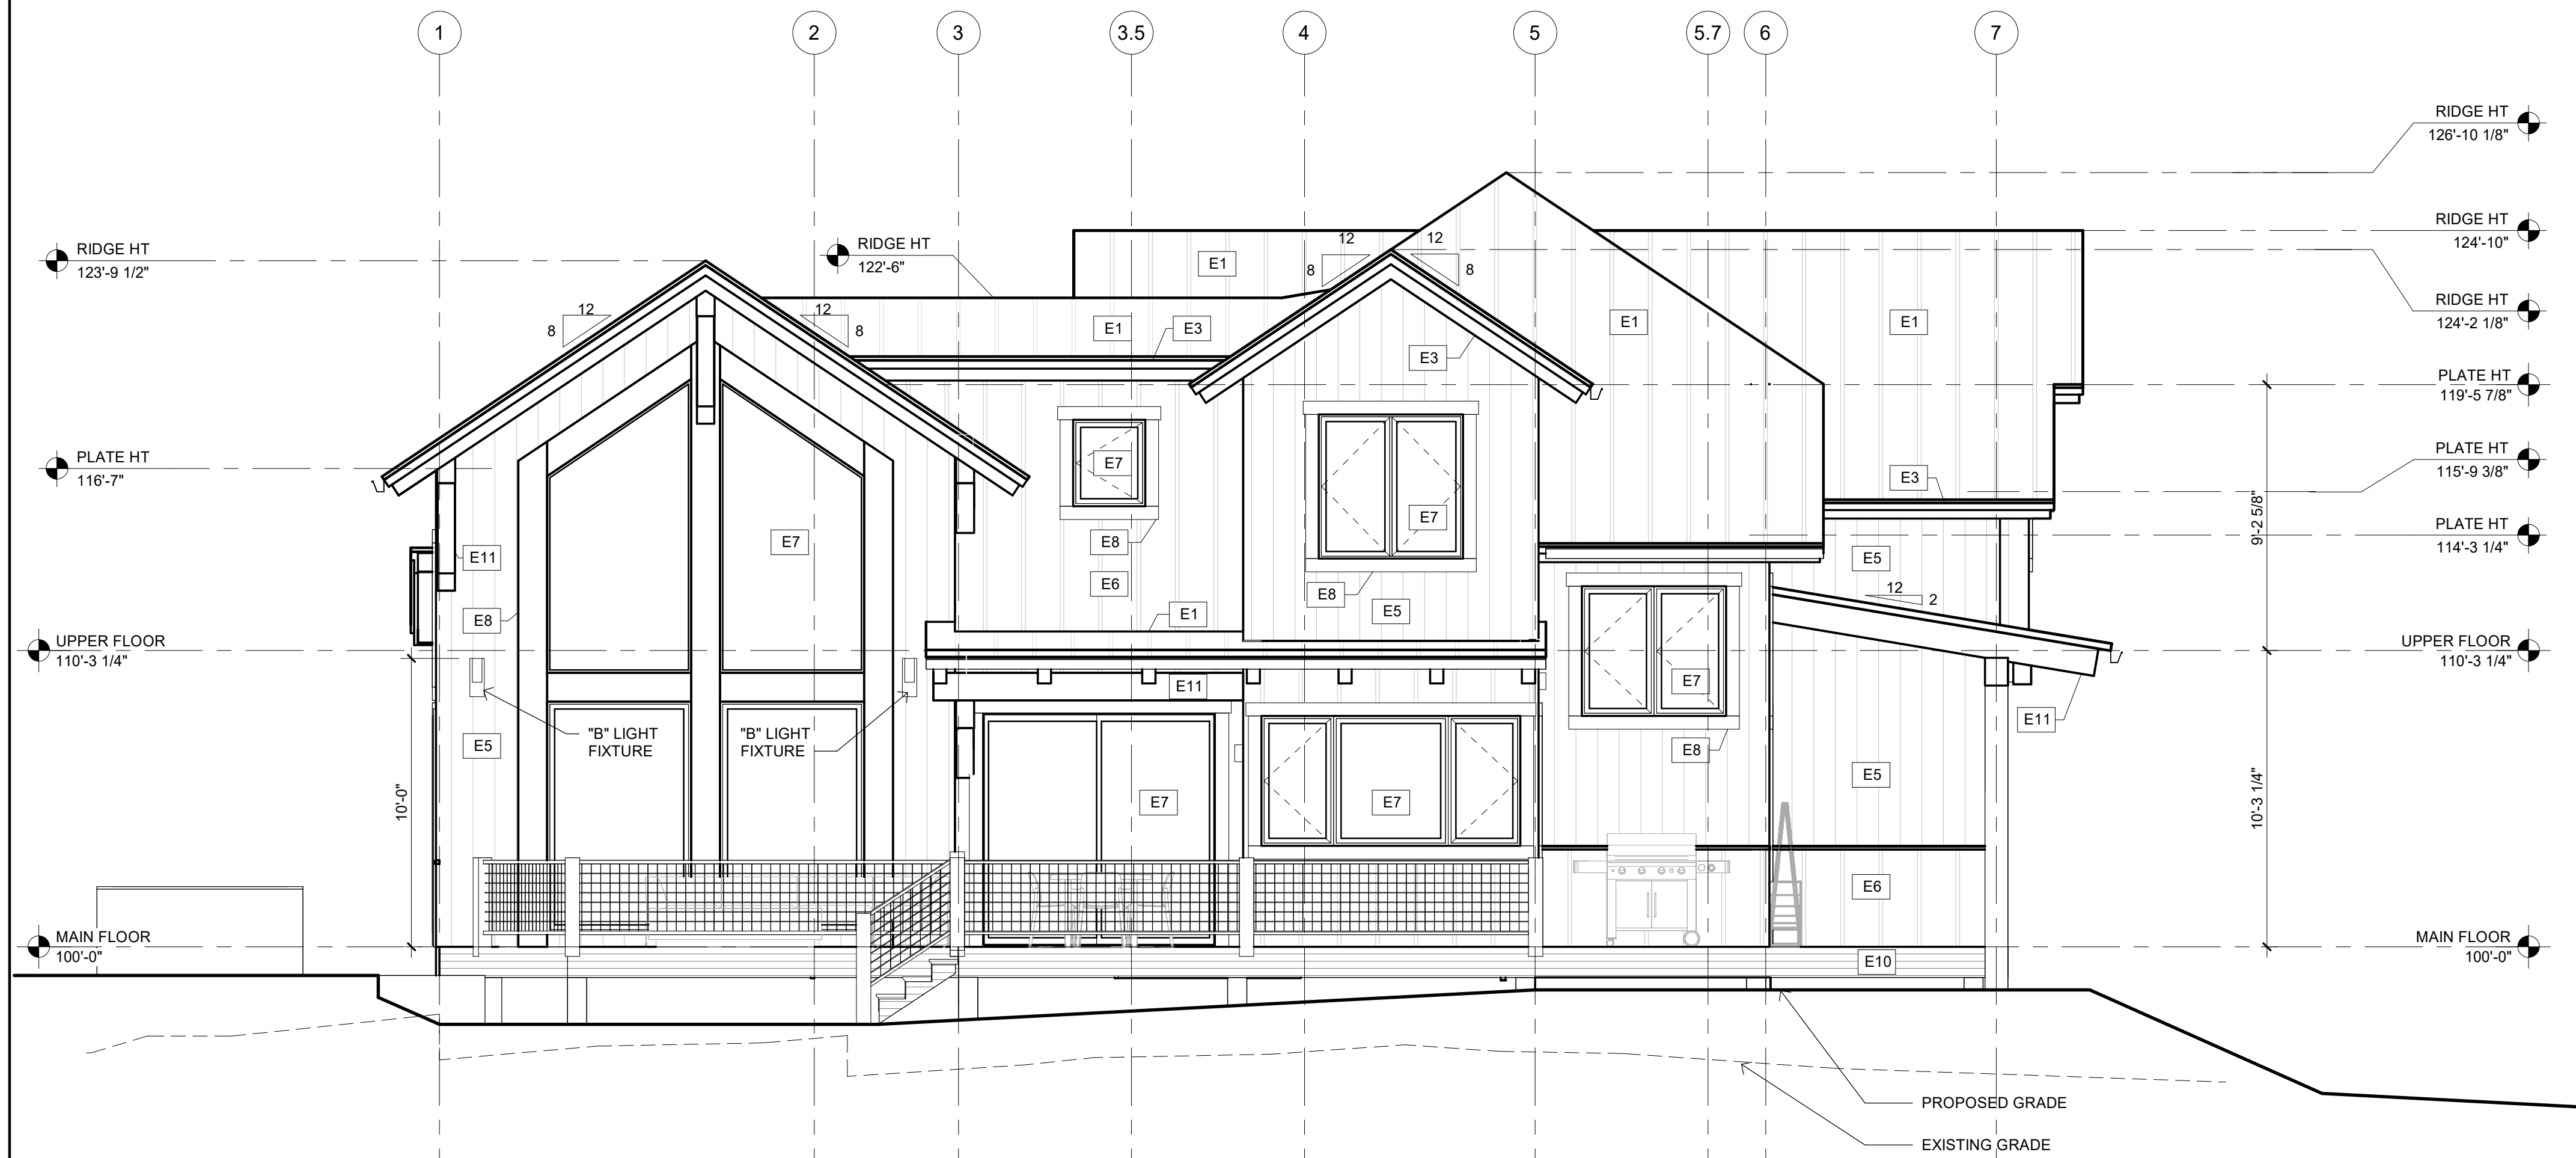 1
2
3
3.5
4
5
5.7
6
7
RIDGE HT
126'-10 1/8"
RIDGE HT
124'-10"
RIDGE HT
124'-2 1/8"
PLATE HT
119'-5 7/8"
PLATE HT
115'-9 3/8"
PLATE HT
114'-3 1/4"
UPPER FLOOR
110'-3 1/4"
MAIN FLOOR
100'-0"
9'-2 5/8"
10'-3 1/4"
RIDGE HT
123'-9 1/2"
RIDGE HT
122'-6"
PLATE HT
116'-7"
UPPER FLOOR
110'-3 1/4"
MAIN FLOOR
100'-0"
10'-0"
12
8
12
8
12
8
12
8
12
2
E1
E1
E3
E1
E1
E3
E3
E7
E7
E7
E11
E8
E6
E8
E8
E5
E5
E1
E11
E7
E8
E11
E5
"B" LIGHT
FIXTURE
"B" LIGHT
FIXTURE
E7
E7
E5
E6
E10
PROPOSED GRADE
EXISTING GRADE